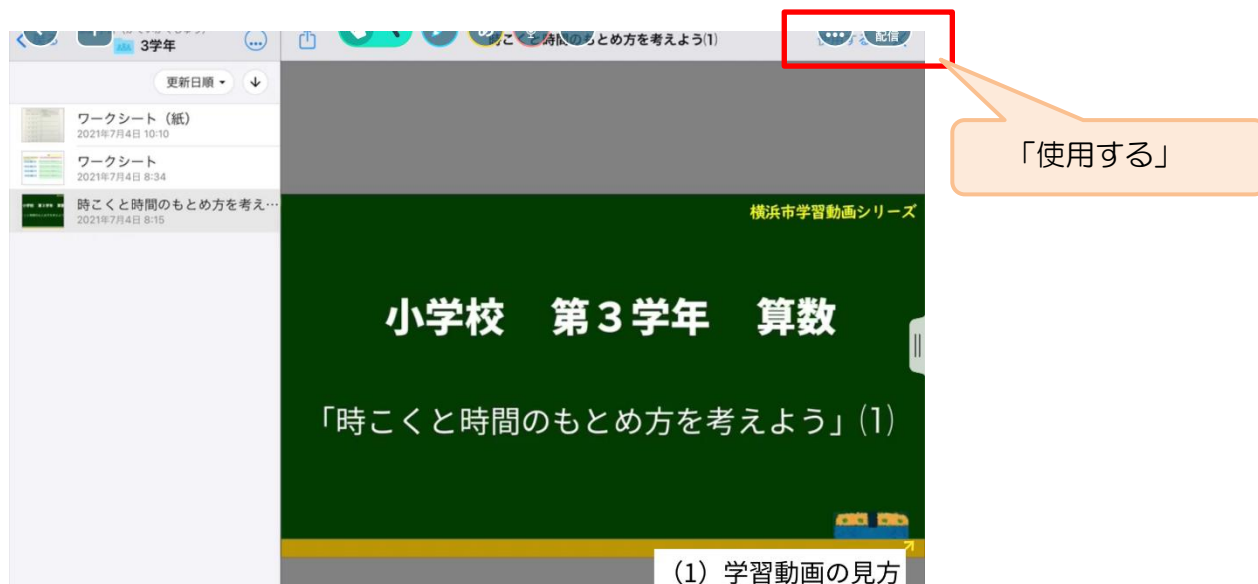 3学年
時こくと時間のもとめ方を考えよう(1)
配信
更新日順
ワークシート（紙）
2021年7月4日 10:10
ワークシート
2021年7月4日 8:34
時こくと時間のもとめ方を考え…
2021年7月4日 8:15
「使用する」
横浜市学習動画シリーズ
小学校　第３学年　算数
「時こくと時間のもとめ方を考えよう」(1)
（1）学習動画の見方